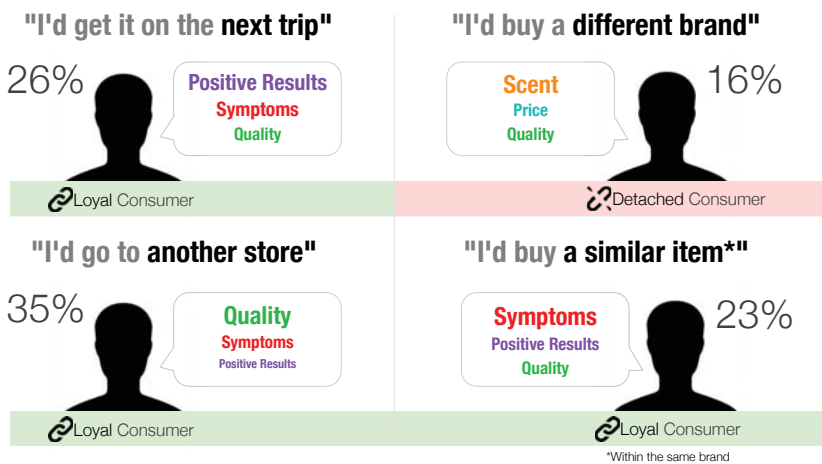 "I'd get it on the next trip"
26%
Positive Results
Symptoms
Quality
Loyal Consumer
"I'd buy a different brand"
Scent
Price
Quality
16%
Detached Consumer
"I'd go to another store"
35%
Quality
Symptoms
Positive Results
Loyal Consumer
"I'd buy a similar item*"
Symptoms
Positive Results
Quality
23%
Loyal Consumer
*Within the same brand